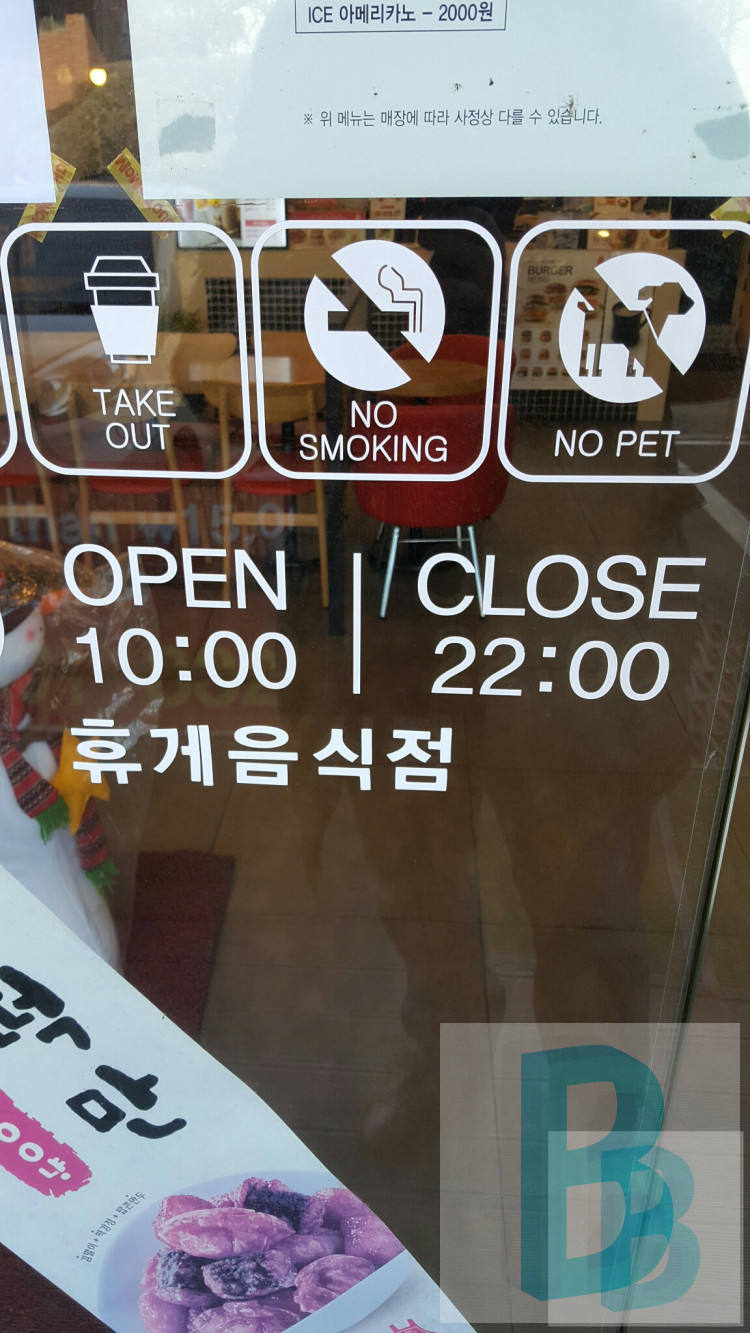 ICE 아메리카노 - 2000원
※ 위 메뉴는 매장에 따라 사정상 다를 수 있습니다.
BURGER
TAKE
OUT
NO
SMOKING
NO PET
OPEN
10:00
CLOSE
22:00
휴게음식점